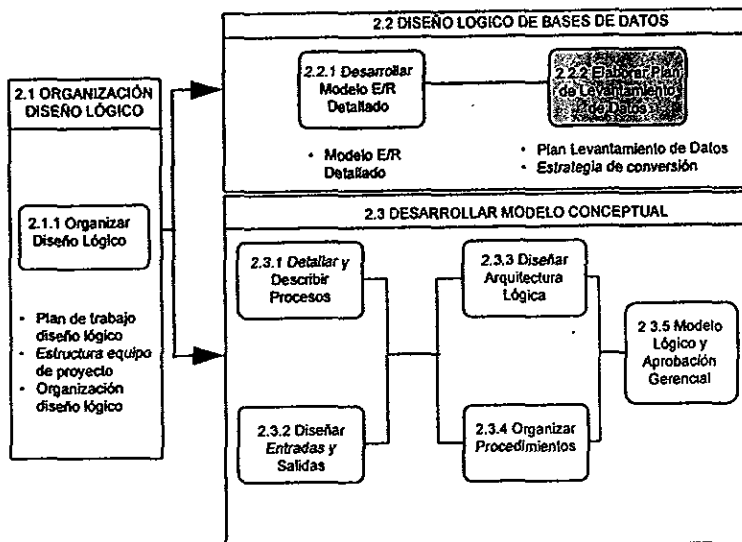 2.1 ORGANIZACIÓN
DISEÑO LÓGICO
2.1.1 Organizar
Diseño Lógico
• Plan de trabajo
diseño lógico
• Estructura equipo
de proyecto
• Organización
diseño lógico
2.2 DISEÑO LOGICO DE BASES DE DATOS
2.2.1 Desarrollar
Modelo E/R
Detallado
• Modelo E/R
Detallado
2.2.2 Elaborar Plan
de Levantamientos
de Datos
• Plan Levantamiento de Datos
• Estrategia de conversión
2.3 DESARROLLAR MODELO CONCEPTUAL
2.3.1 Detallar y
Describir
Procesos
2.3.2 Diseñar
Entradas y
Salidas
2.3.3 Diseñar
Arquitectura
Lógica
2.3.4 Organizar
Procedimientos
2 3.5 Modelo
Lógico y
Aprobación
Gerencial